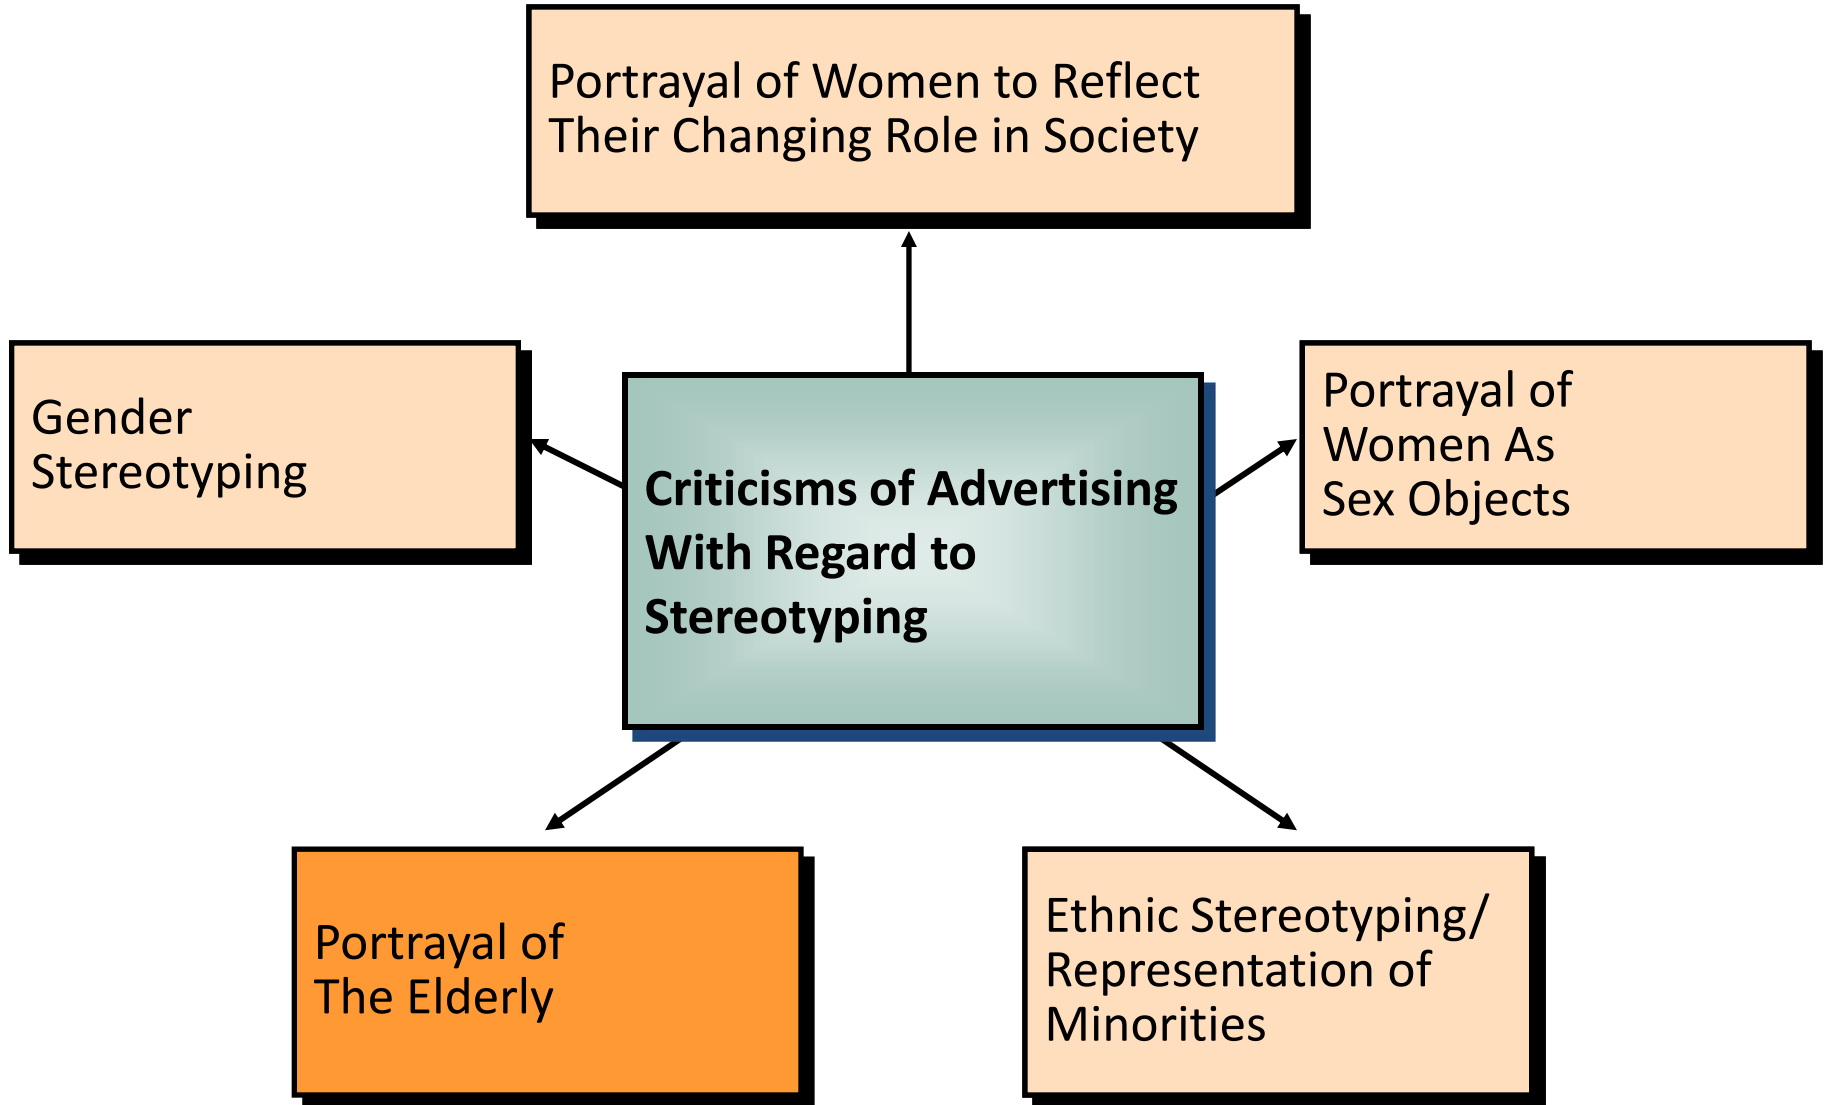 Portrayal of Women to Reflect
Their Changing Role in Society
Gender
Stereotyping
Criticisms of Advertising
With Regard to
Stereotyping
Portrayal of
Women As
Sex Objects
Portrayal of
The Elderly
Ethnic Stereotyping/
Representation of
Minorities